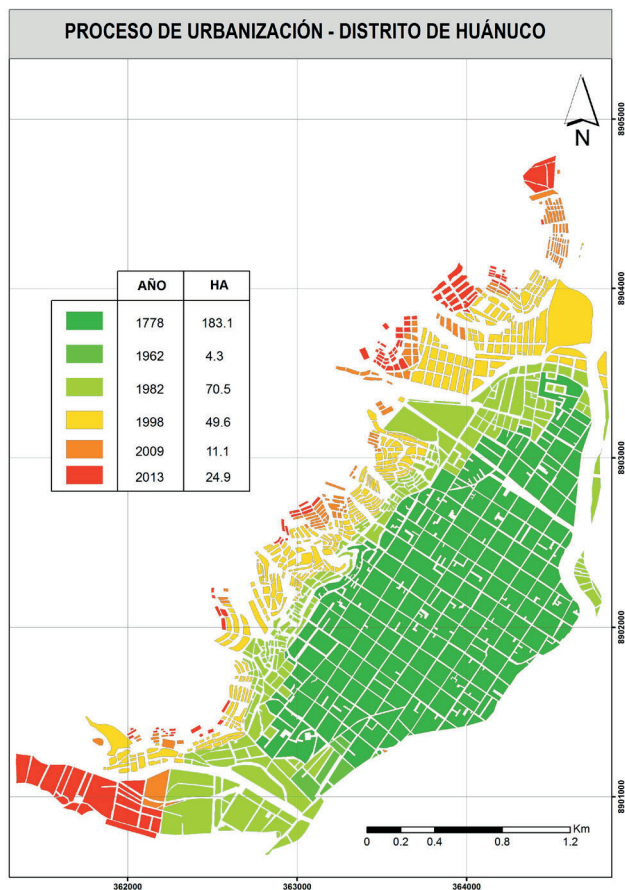 PROCESO DE URBANIZACIÓN - DISTRITO DE HUÁNUCO
N
8905000
8904000
8903000
8902000
8901000
AÑO HA
1778 183.1
1962 4.3
1982 70.5
1998 49.6
2009 11.1
2013 24.9
Km
0 0.2 0.4 0.8 1.2
362000 363000 364000